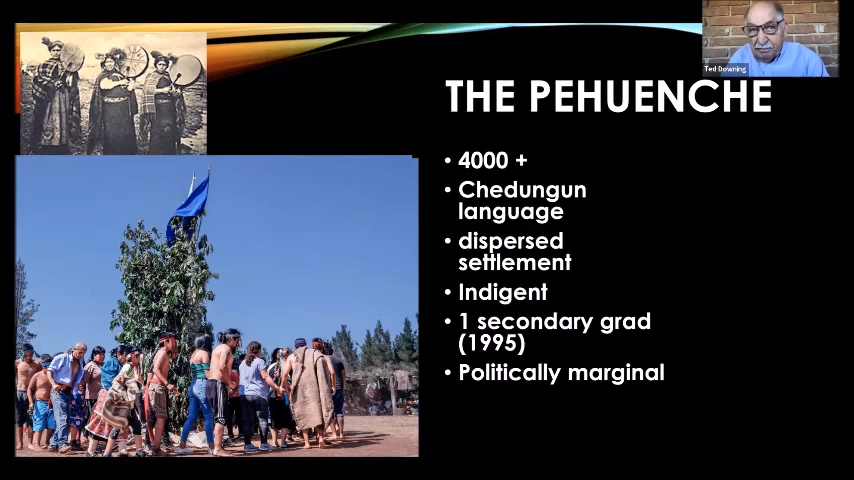 Ted Downing
THE PEHUENCHE
• 4000 +
• Chedungun
language
• dispersed
settlement
• Indigent
• 1 secondary grad
(1995)
• Politically marginal